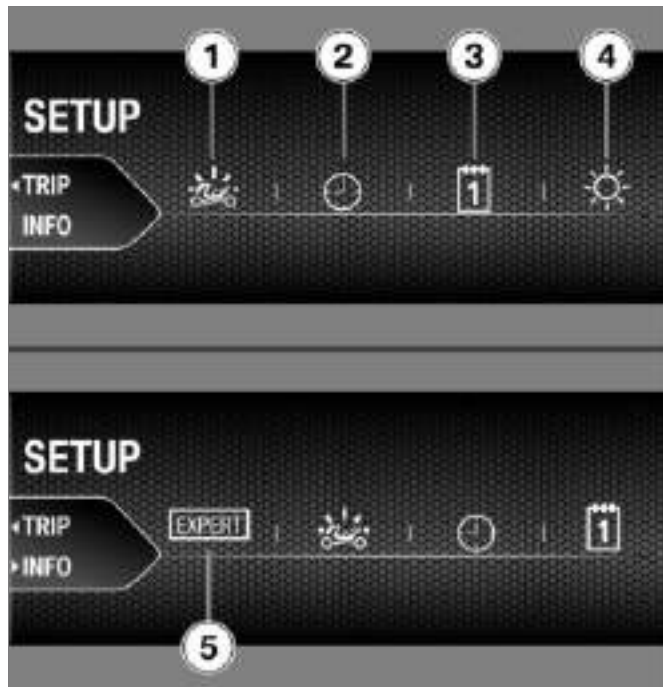 1 2 3 4
SETUP
◂TRIP
INFO
1
SETUP
◂TRIP
▸INFO
EXPERT
1
5